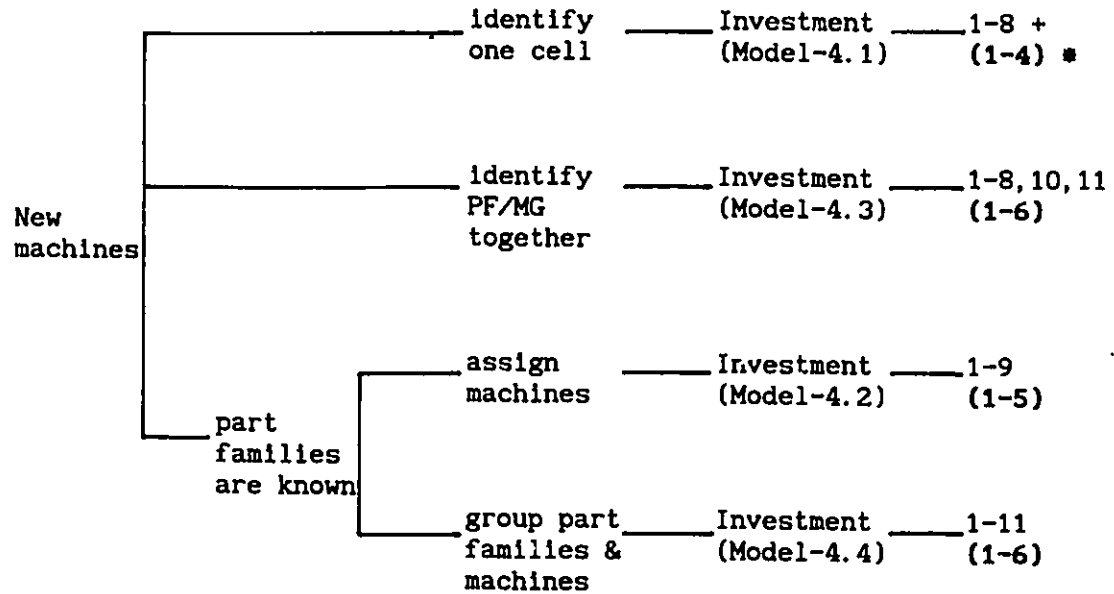 identify
one cell
Investment
(Model-4.1)
1-8 +
(1-4) *
New
machines
identify
PF/MG
together
Investment
(Model-4.3)
1-8,10,11
(1-6)
part
families
are known
assign
machines
Investment
(Model-4.2)
1-9
(1-5)
group part
families &
machines
Investment
(Model-4.4)
1-11
(1-6)